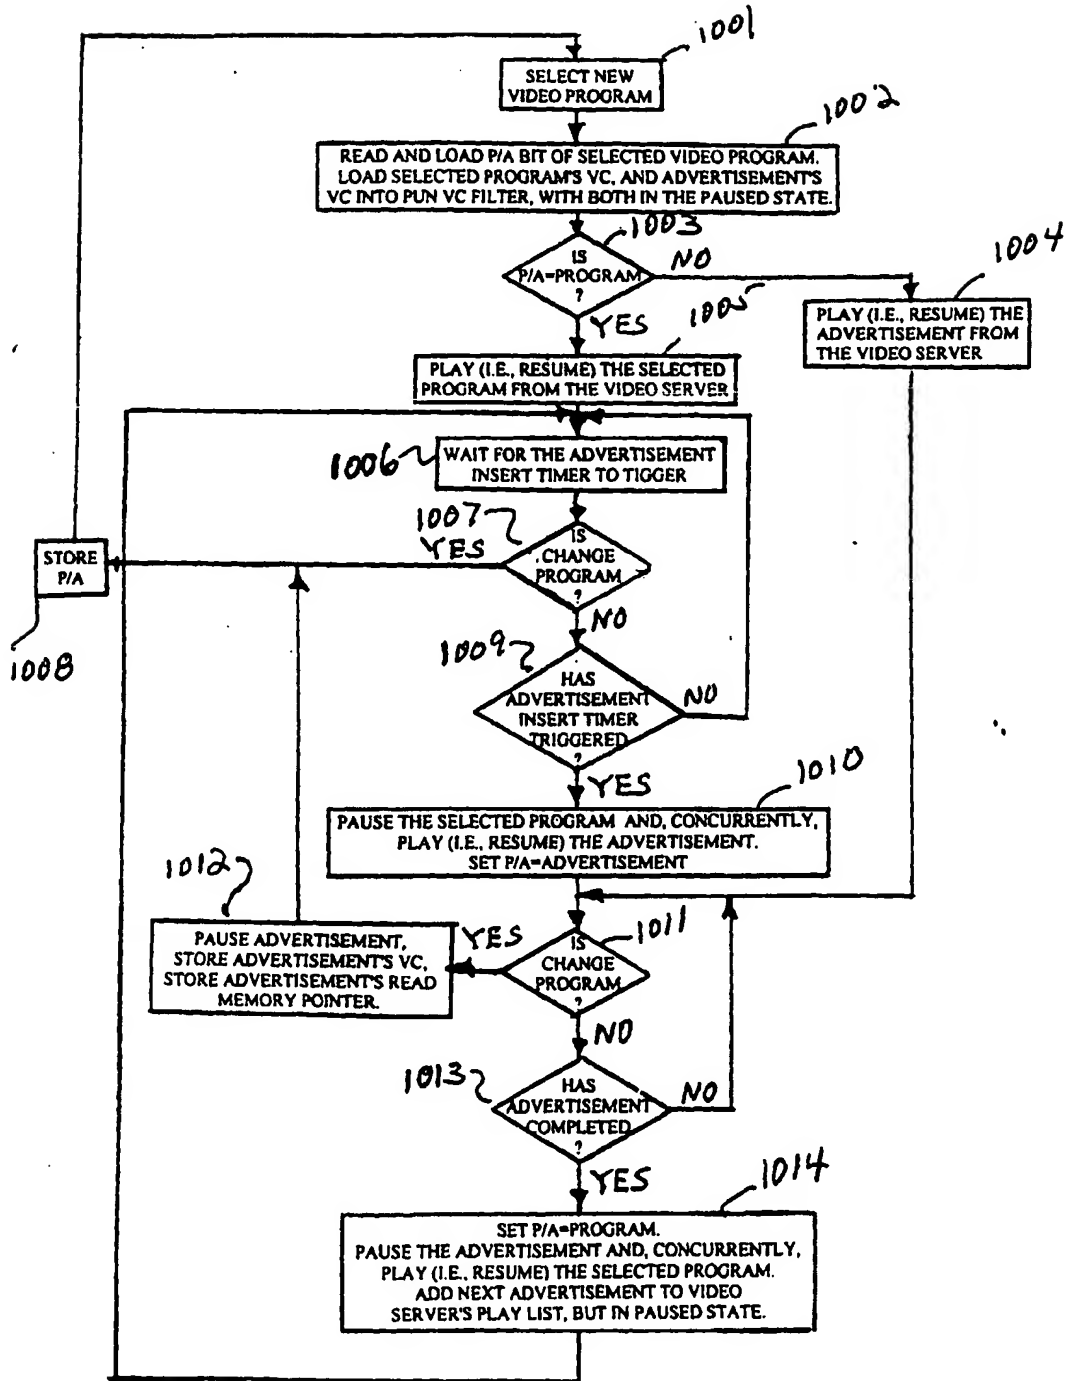 1001
SELECT NEW
VIDEO PROGRAM
1002
READ AND LOAD P/A BIT OF SELECTED VIDEO PROGRAM.
LOAD SELECTED PROGRAM'S VC, AND ADVERTISEMENT'S
VC INTO PUN VC FILTER, WITH BOTH IN THE PAUSED STATE.
1003
IS
P/A=PROGRAM
?
NO
YES
1004
PLAY (I.E., RESUME) THE
ADVERTISEMENT FROM
THE VIDEO SERVER
1005
PLAY (I.E., RESUME) THE SELECTED
PROGRAM FROM THE VIDEO SERVER
1006
WAIT FOR THE ADVERTISEMENT
INSERT TIMER TO TIGGER
1007
YES
IS
CHANGE
PROGRAM
?
NO
STORE
P/A
1008
1009
HAS
ADVERTISEMENT
INSERT TIMER
TRIGGERED
?
NO
YES
1010
PAUSE THE SELECTED PROGRAM AND, CONCURRENTLY,
PLAY (I.E., RESUME) THE ADVERTISEMENT.
SET P/A=ADVERTISEMENT
1012
PAUSE ADVERTISEMENT,
STORE ADVERTISEMENT'S VC,
STORE ADVERTISEMENT'S READ
MEMORY POINTER.
YES
IS
CHANGE
PROGRAM
?
1011
NO
1013
HAS
ADVERTISEMENT
COMPLETED
?
NO
YES
1014
SET P/A=PROGRAM.
PAUSE THE ADVERTISEMENT AND, CONCURRENTLY,
PLAY (I.E., RESUME) THE SELECTED PROGRAM.
ADD NEXT ADVERTISEMENT TO VIDEO
SERVER'S PLAY LIST, BUT IN PAUSED STATE.